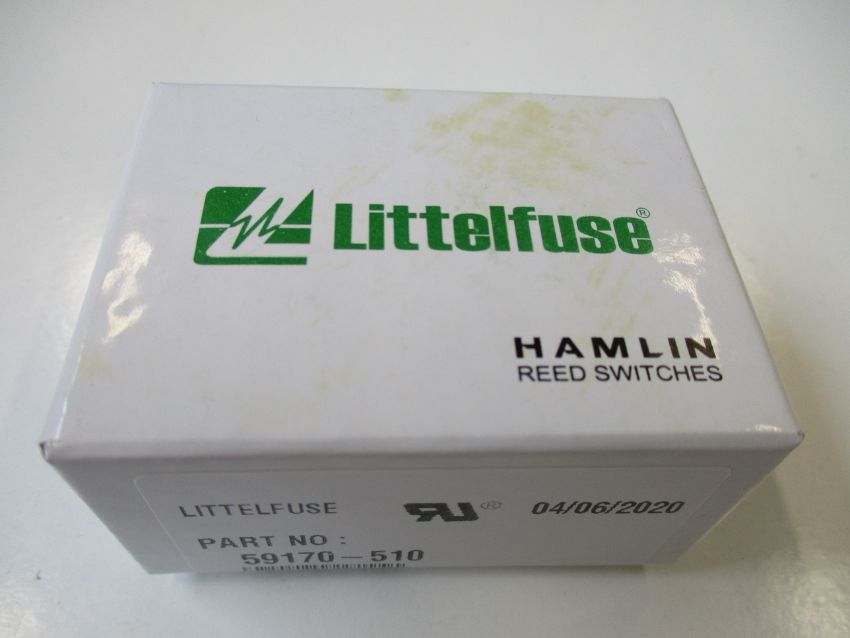 Littelfuse®
HAMLIN
REED SWITCHES
LITTELFUSE ® 04/06/2020
PART NO :
59170-510